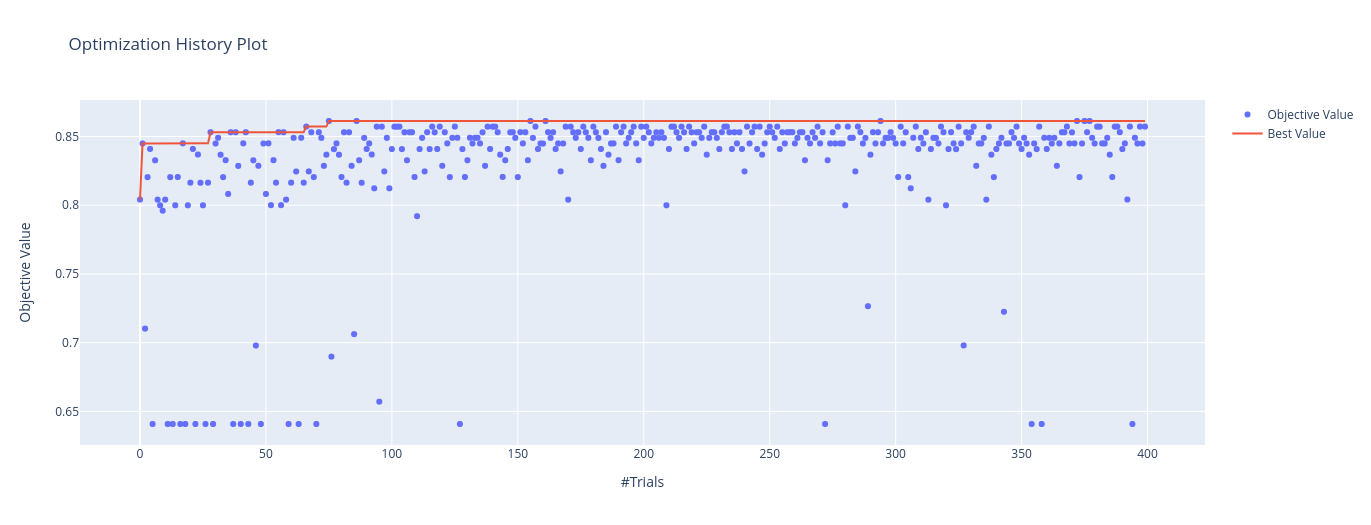 Optimization History Plot
Objective Value
Best Value
0.85
0.8
0.75
0.7
0.65
Objective Value
0 50 100 150 200 250 300 350 400
#Trials